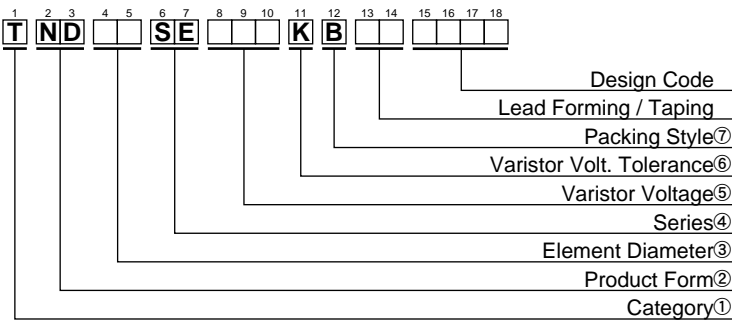 1 2 3 4 5 6 7 8 9 10 11 12 13 14 15 16 17 18
T N D S E K B
Design Code
Lead Forming / Taping
Packing Style⑦
Varistor Volt. Tolerance⑥
Varistor Voltage⑤
Series④
Element Diameter③
Product Form②
Category①